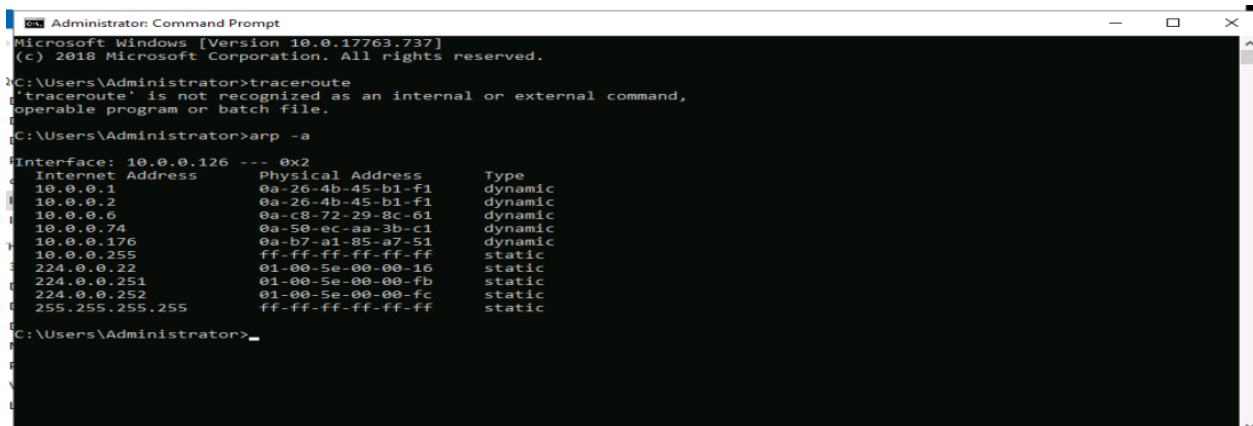 Administrator: Command Prompt
Microsoft Windows [Version 10.0.17763.737]
(c) 2018 Microsoft Corporation. All rights reserved.
C:\Users\Administrator>traceroute
'traceroute' is not recognized as an internal or external command,
operable program or batch file.
C:\Users\Administrator>arp -a
Interface: 10.0.0.126 --- 0x2
Internet Address Physical Address Type
10.0.0.1 0a-26-4b-45-b1-f1 dynamic
10.0.0.2 0a-26-4b-45-b1-f1 dynamic
10.0.0.6 0a-c8-72-29-8c-61 dynamic
10.0.0.74 0a-50-ec-aa-3b-c1 dynamic
10.0.0.176 0a-b7-a1-85-a7-51 dynamic
10.0.0.255 ff-ff-ff-ff-ff-ff static
224.0.0.22 01-00-5e-00-00-16 static
224.0.0.251 01-00-5e-00-00-fb static
224.0.0.252 01-00-5e-00-00-fc static
255.255.255.255 ff-ff-ff-ff-ff-ff static
C:\Users\Administrator>